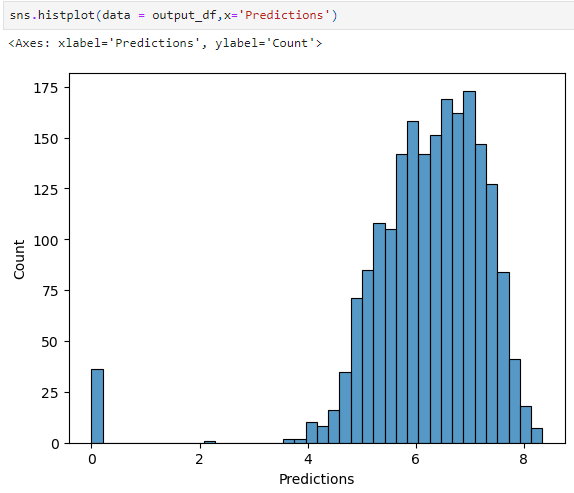 sns.histplot(data = output_df,x='Predictions')
<Axes: xlabel='Predictions', ylabel='Count'>
175
150
125
100
75
50
25
0
Count
0 2 4 6 8
Predictions